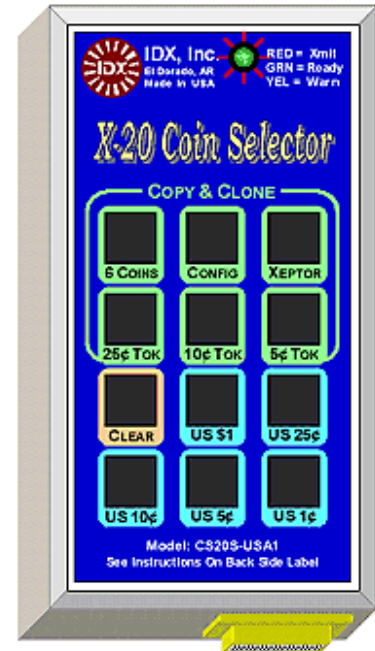 IDX
IDX, Inc.
El Dorado, AR
Made In USA
RED = Xmit
GRN = Ready
YEL = Warn
X-20 Coin Selector
COPY & CLONE
6 COINS
CONFIG
XEPTOR
25¢ TOK
10¢ TOK
5¢ TOK
CLEAR
US $1
US 25¢
US 10¢
US 5¢
US 1¢
Model: CS20S-USA1
See Instructions On Back Side Label